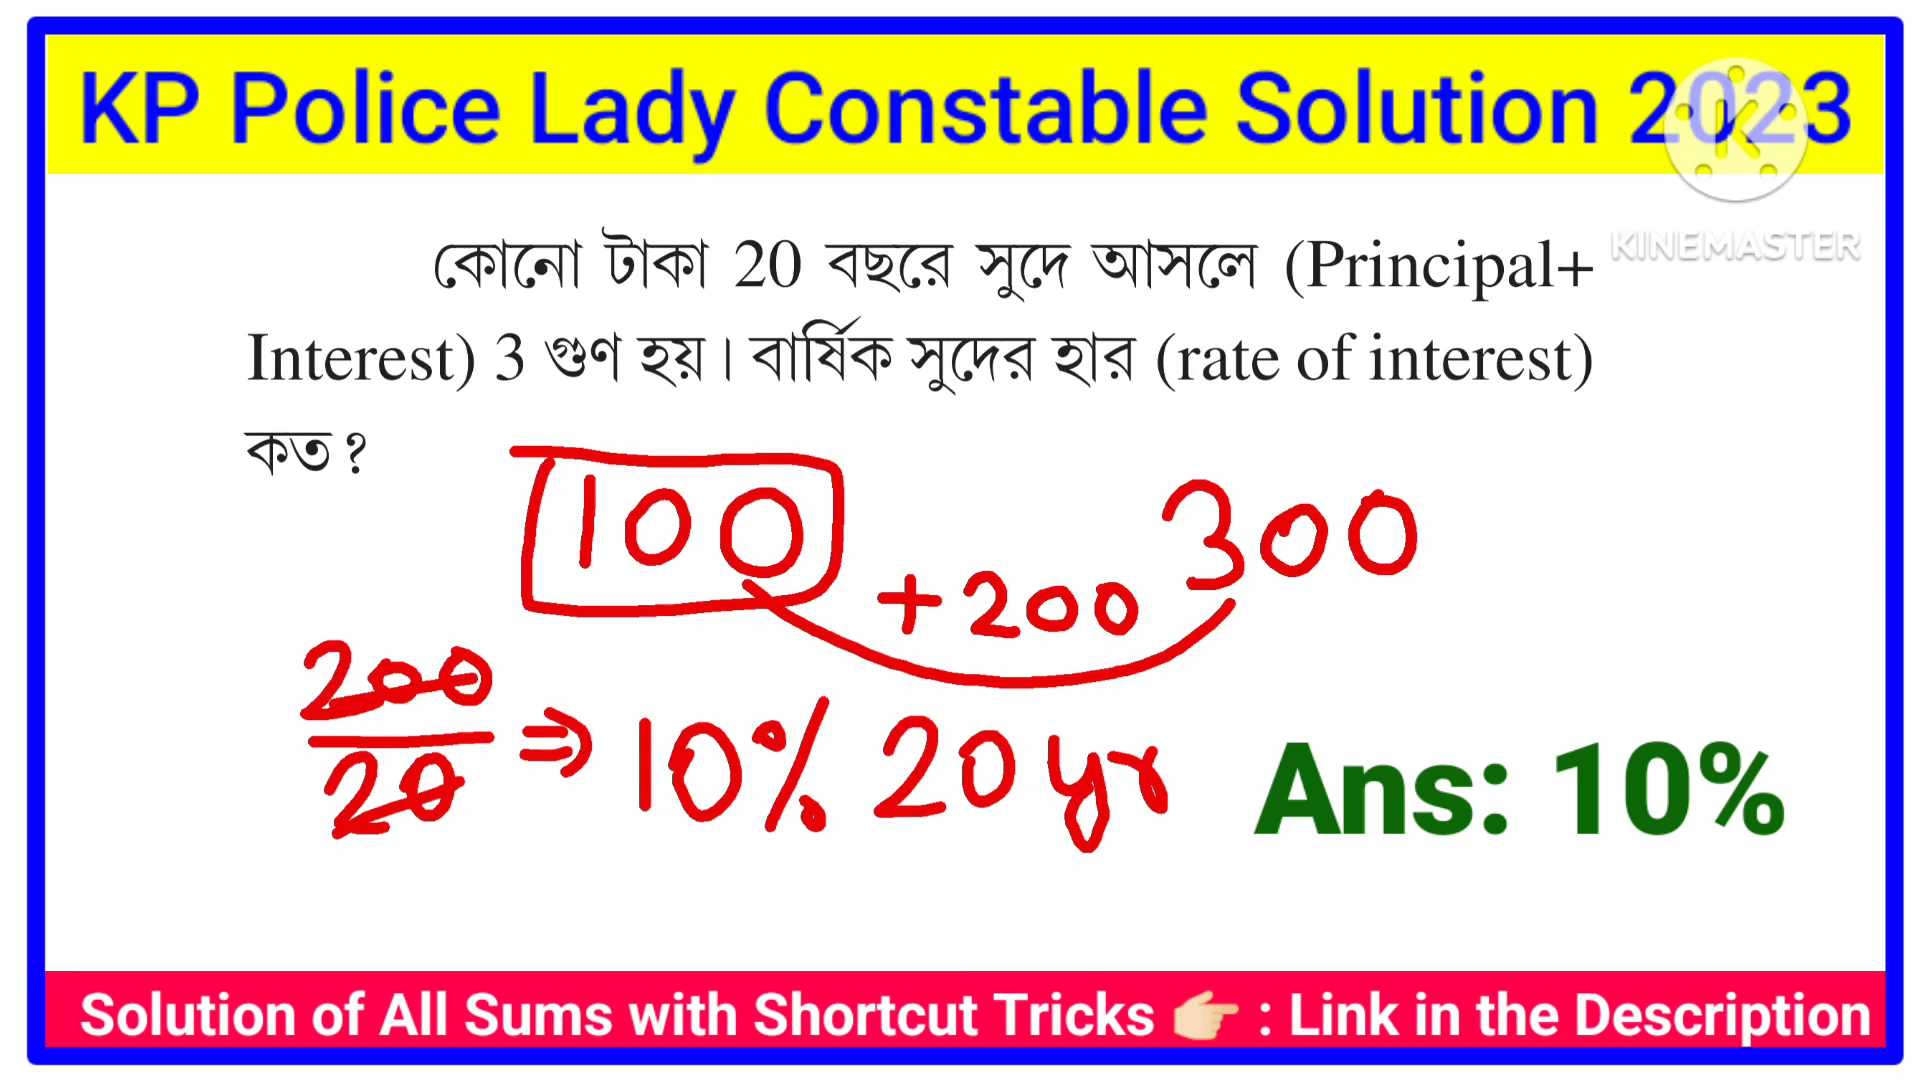 KP Police Lady Constable Solution 2023
KINEMASTER
কোনো টাকা 20 বছরে সুদে আসলে (Principal+
Interest) 3 গুণ হয়। বার্ষিক সুদের হার (rate of interest)
কত ?
100
300
+200
200
20
⇒ 10%
20 yr
Ans: 10%
Solution of All Sums with Shortcut Tricks 👉🏻 : Link in the Description